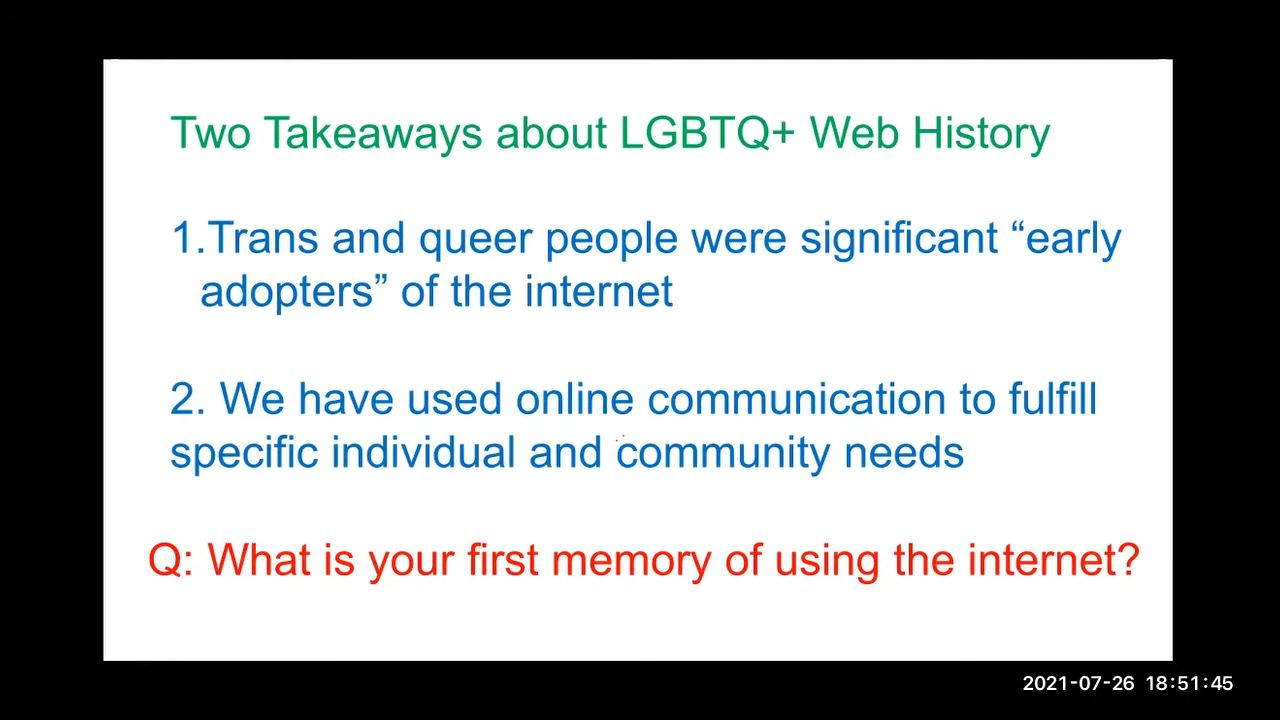 Two Takeaways about LGBTQ+ Web History
1.Trans and queer people were significant “early
adopters” of the internet
2. We have used online communication to fulfill
specific individual and community needs
Q: What is your first memory of using the internet?
2021-07-26 18:51:45